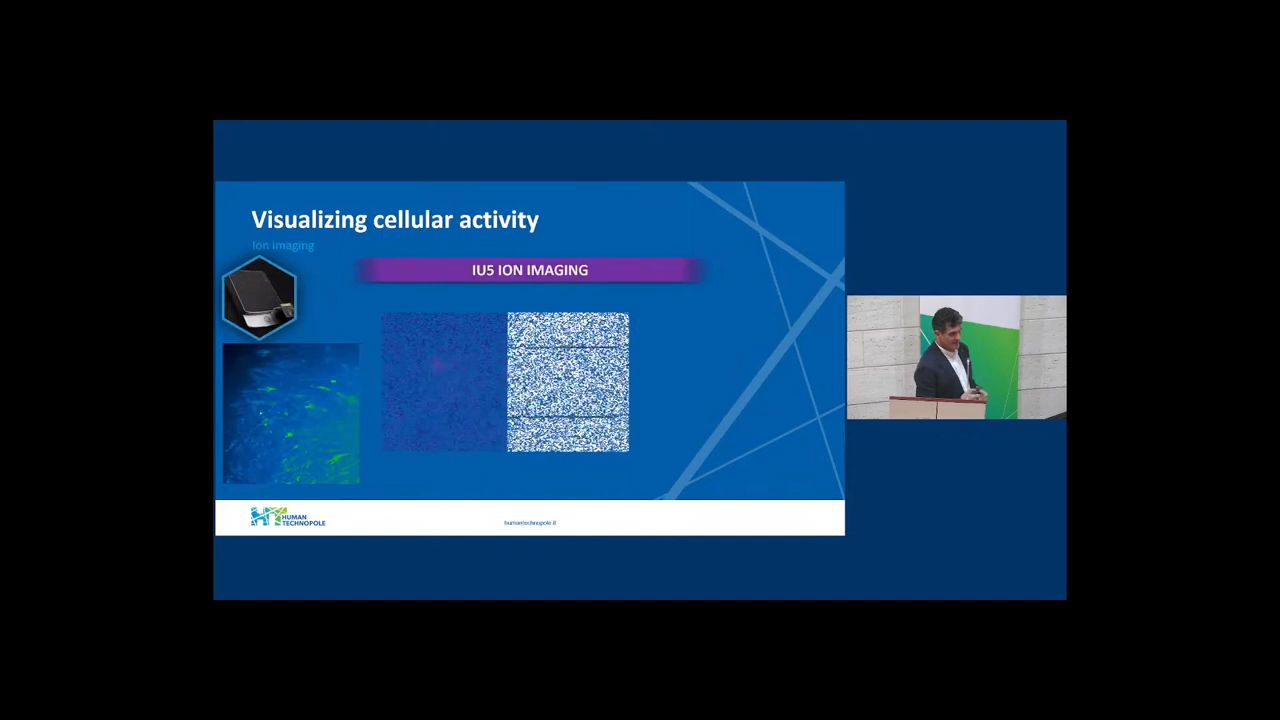 Visualizing cellular activity
Ion imaging
IU5 ION IMAGING
HUMAN
TECHNOPOLE
humantechnopole.it